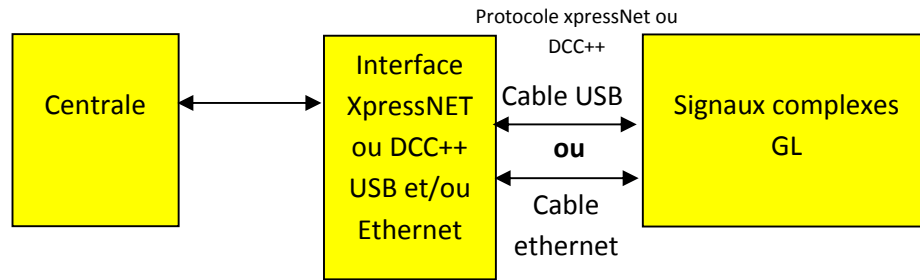 Protocole xpressNet ou
DCC++
Centrale
Interface
XpressNET
ou DCC++
USB et/ou
Ethernet
Cable USB
ou
Cable
ethernet
Signaux complexes
GL